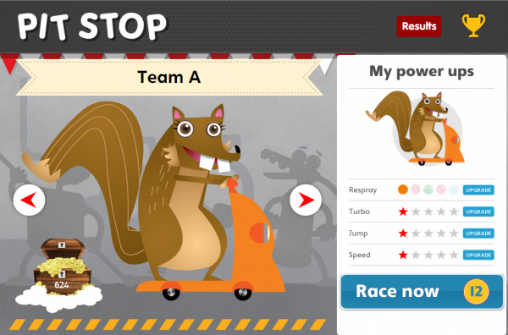 PIT STOP
Results
Team A
My power ups
Respray UPGRADE
Turbo UPGRADE
Jump UPGRADE
Speed UPGRADE
624
Race now 12